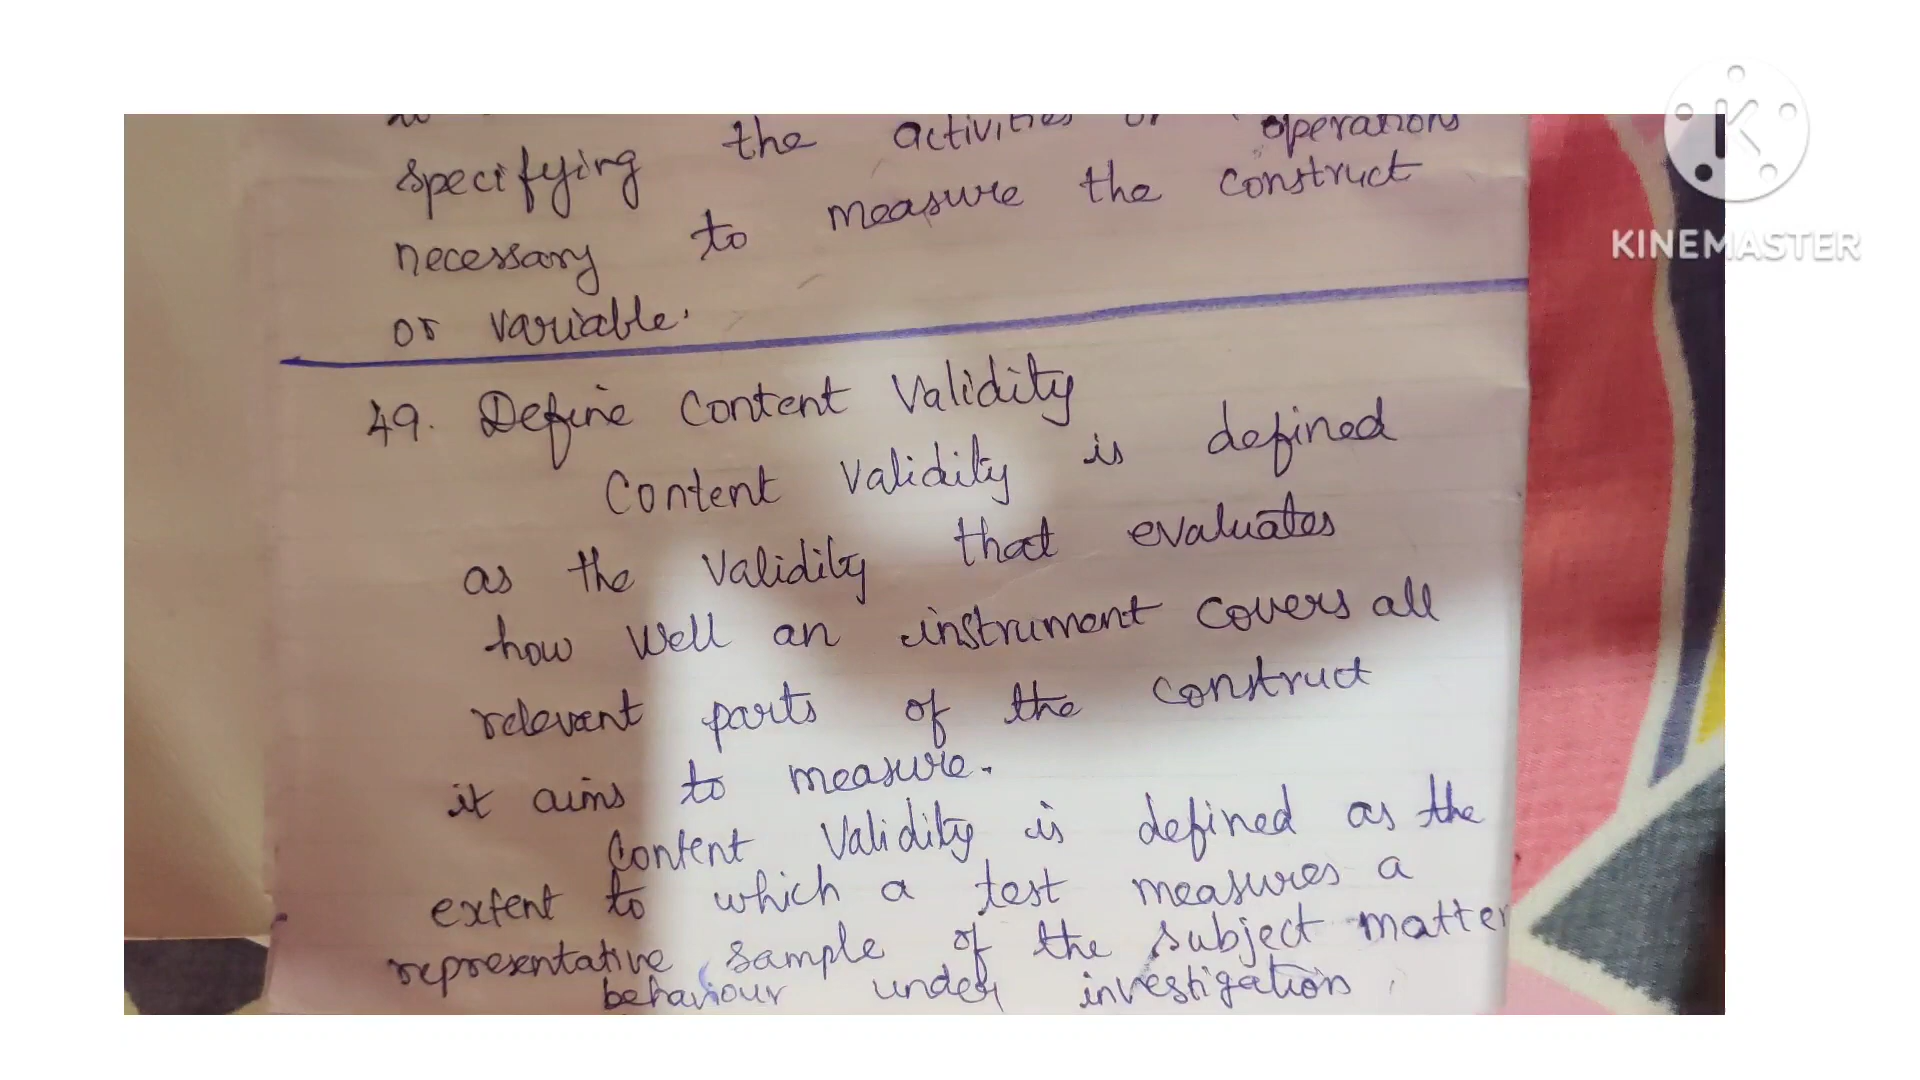 specifying the activities or operations
necessary to measure the construct
or variable.
49. Define Content Validity
Content Validity is defined
as the Validity that evaluates
how well an instrument covers all
relevant parts of the construct
it aims to measure.
Content Validity is defined as the
extent to which a test measures a
representative sample of the subject matter
behaviour under investigation
KINEMASTER